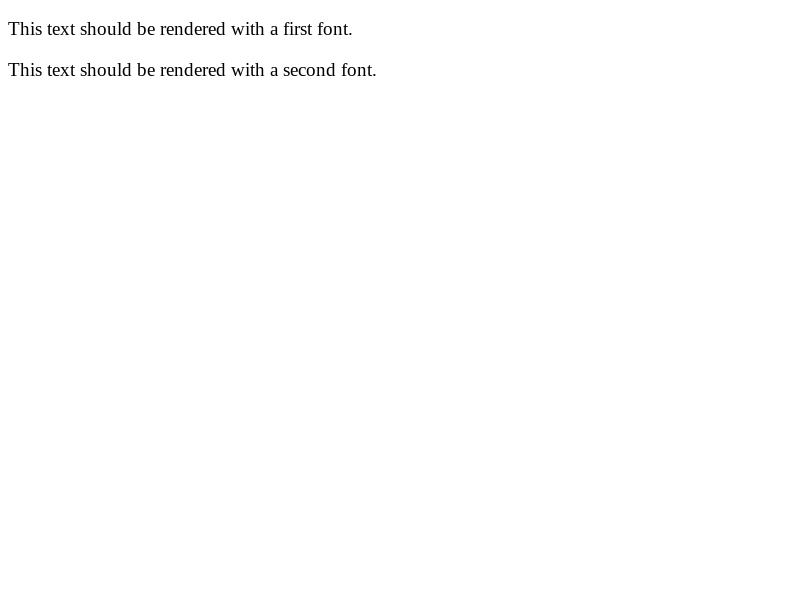 This text should be rendered with a first font.
This text should be rendered with a second font.